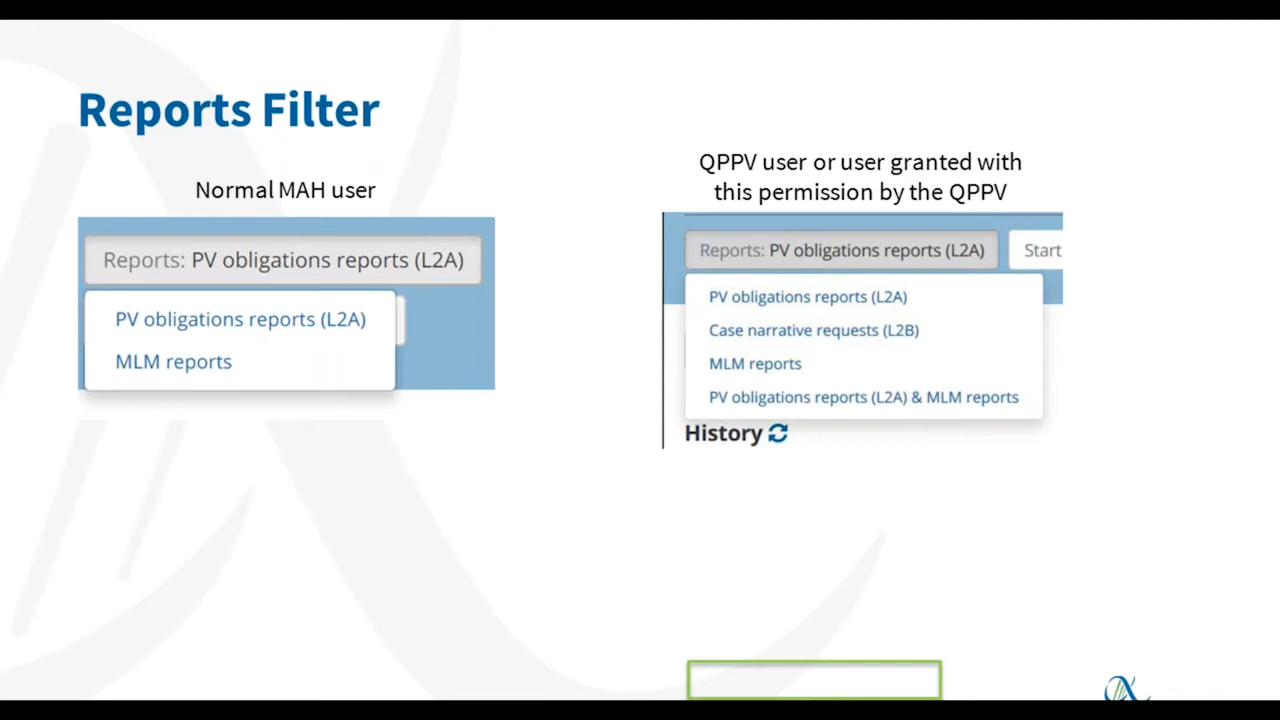 Reports Filter
Normal MAH user
Reports: PV obligations reports (L2A)
PV obligations reports (L2A)
MLM reports
QPPV user or user granted with
this permission by the QPPV
Reports: PV obligations reports (L2A)
Start
PV obligations reports (L2A)
Case narrative requests (L2B)
MLM reports
PV obligations reports (L2A) & MLM reports
History